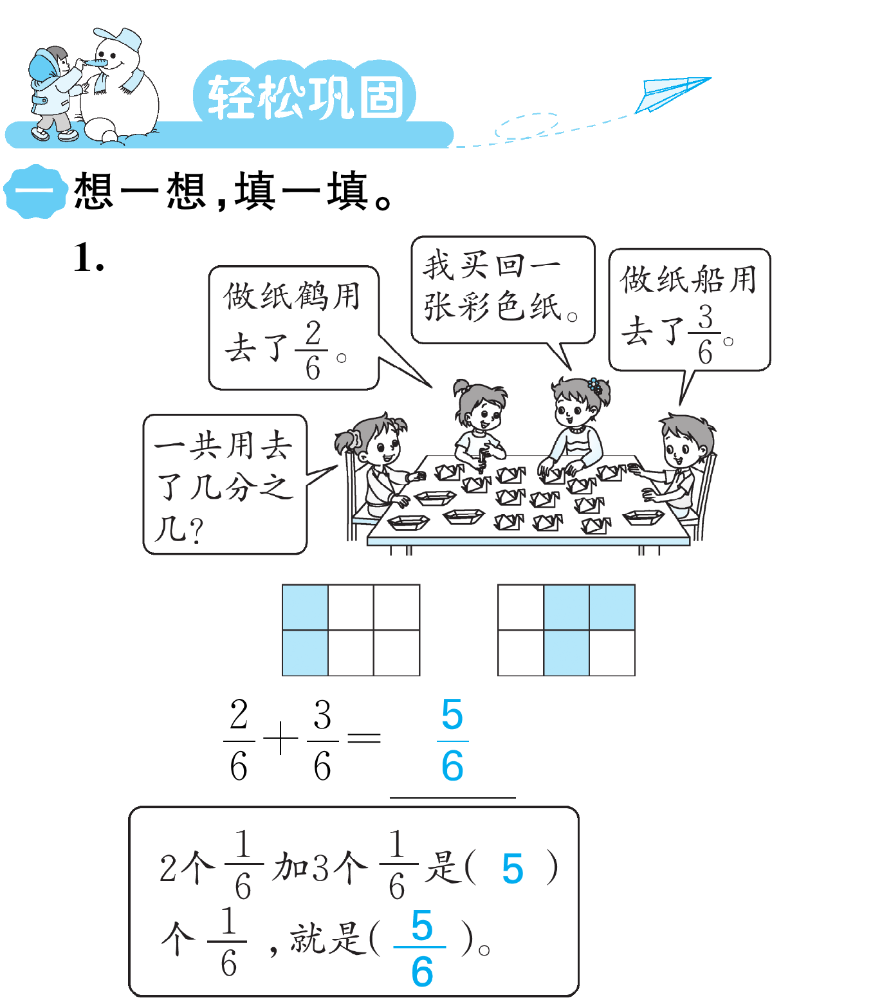 轻松巩固
一 想一想,填一填。
1.
做纸鹤用
去了2/6。
我买回一
张彩色纸。
做纸船用
去了3/6。
一共用去
了几分之
几?
2/6+3/6= 5/6
2个1/6加3个1/6是( 5 )
个1/6,就是( 5/6 )。